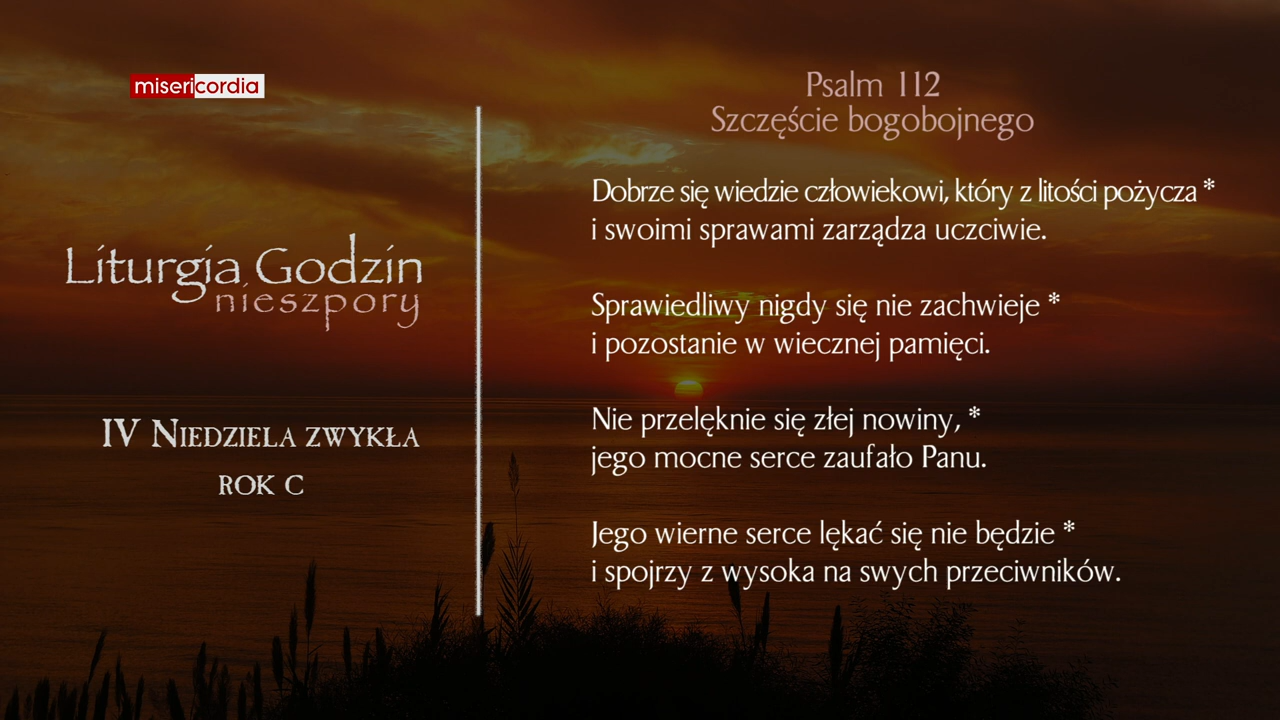 misericordia
Liturgia Godzin
nieszpory
IV Niedziela zwykła
rok C
Psalm 112
Szczęście bogobojnego
Dobrze się wiedzie człowiekowi, który z litości pożycza *
i swoimi sprawami zarządza uczciwie.
Sprawiedliwy nigdy się nie zachwieje *
i pozostanie w wiecznej pamięci.
Nie przelęknie się złej nowiny, *
jego mocne serce zaufało Panu.
Jego wierne serce lękać się nie będzie *
i spojrzy z wysoka na swych przeciwników.